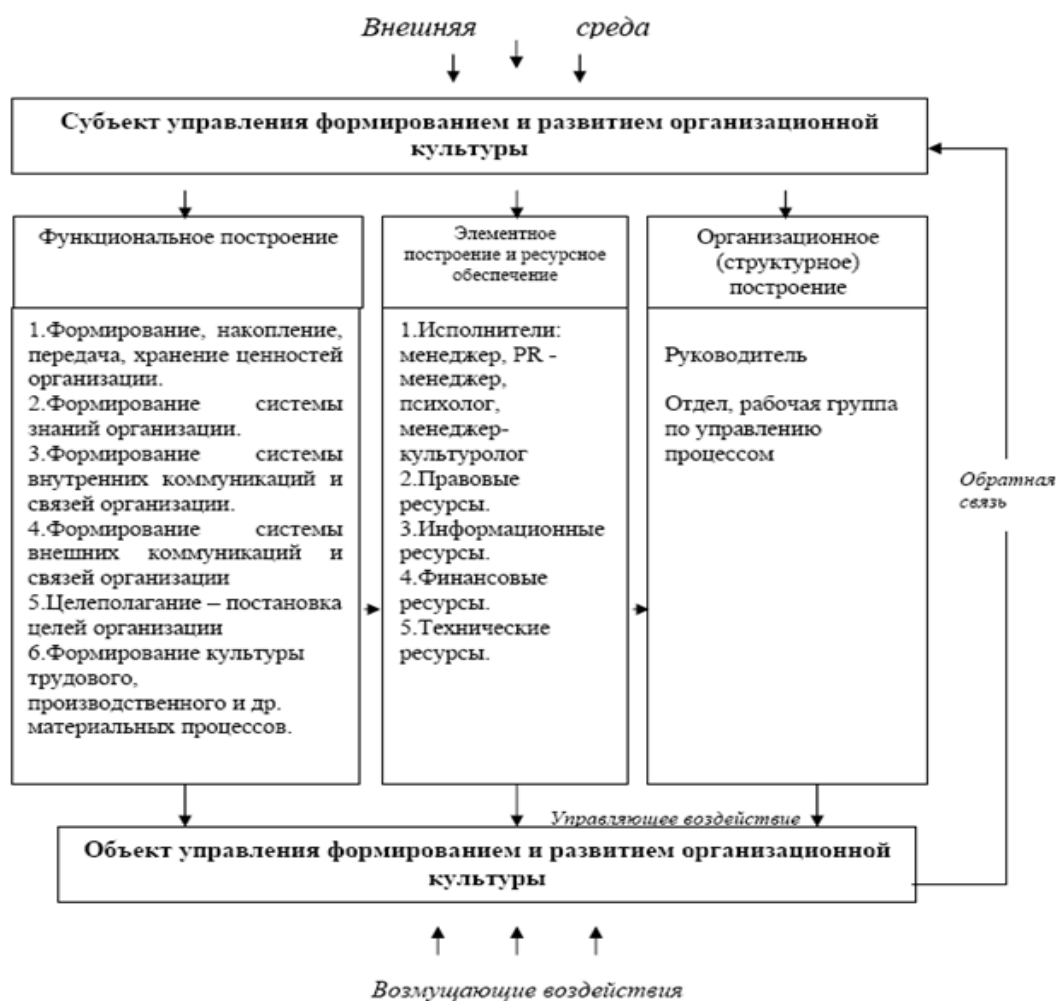 Внешняя среда
Субъект управления формированием и развитием организационной
культуры
Функциональное построение
Элементное
построение и ресурсное
обеспечение
Организационное
(структурное)
построение
1.Формирование, накопление,
передача, хранение ценностей
организации.
2.Формирование системы
знаний организации.
3.Формирование системы
внутренних коммуникаций и
связей организации.
4.Формирование системы
внешних коммуникаций и
связей организации
5.Целеполагание – постановка
целей организации
6.Формирование культуры
трудового,
производственного и др.
материальных процессов.
1.Исполнители:
менеджер, PR -
менеджер,
психолог,
менеджер-
культуролог
2.Правовые
ресурсы.
3.Информационные
ресурсы.
4.Финансовые
ресурсы.
5.Технические
ресурсы.
Руководитель
Отдел, рабочая группа
по управлению
процессом
Обратная
связь
Управляющее воздействие
Объект управления формированием и развитием организационной
культуры
Возмущающие воздействия